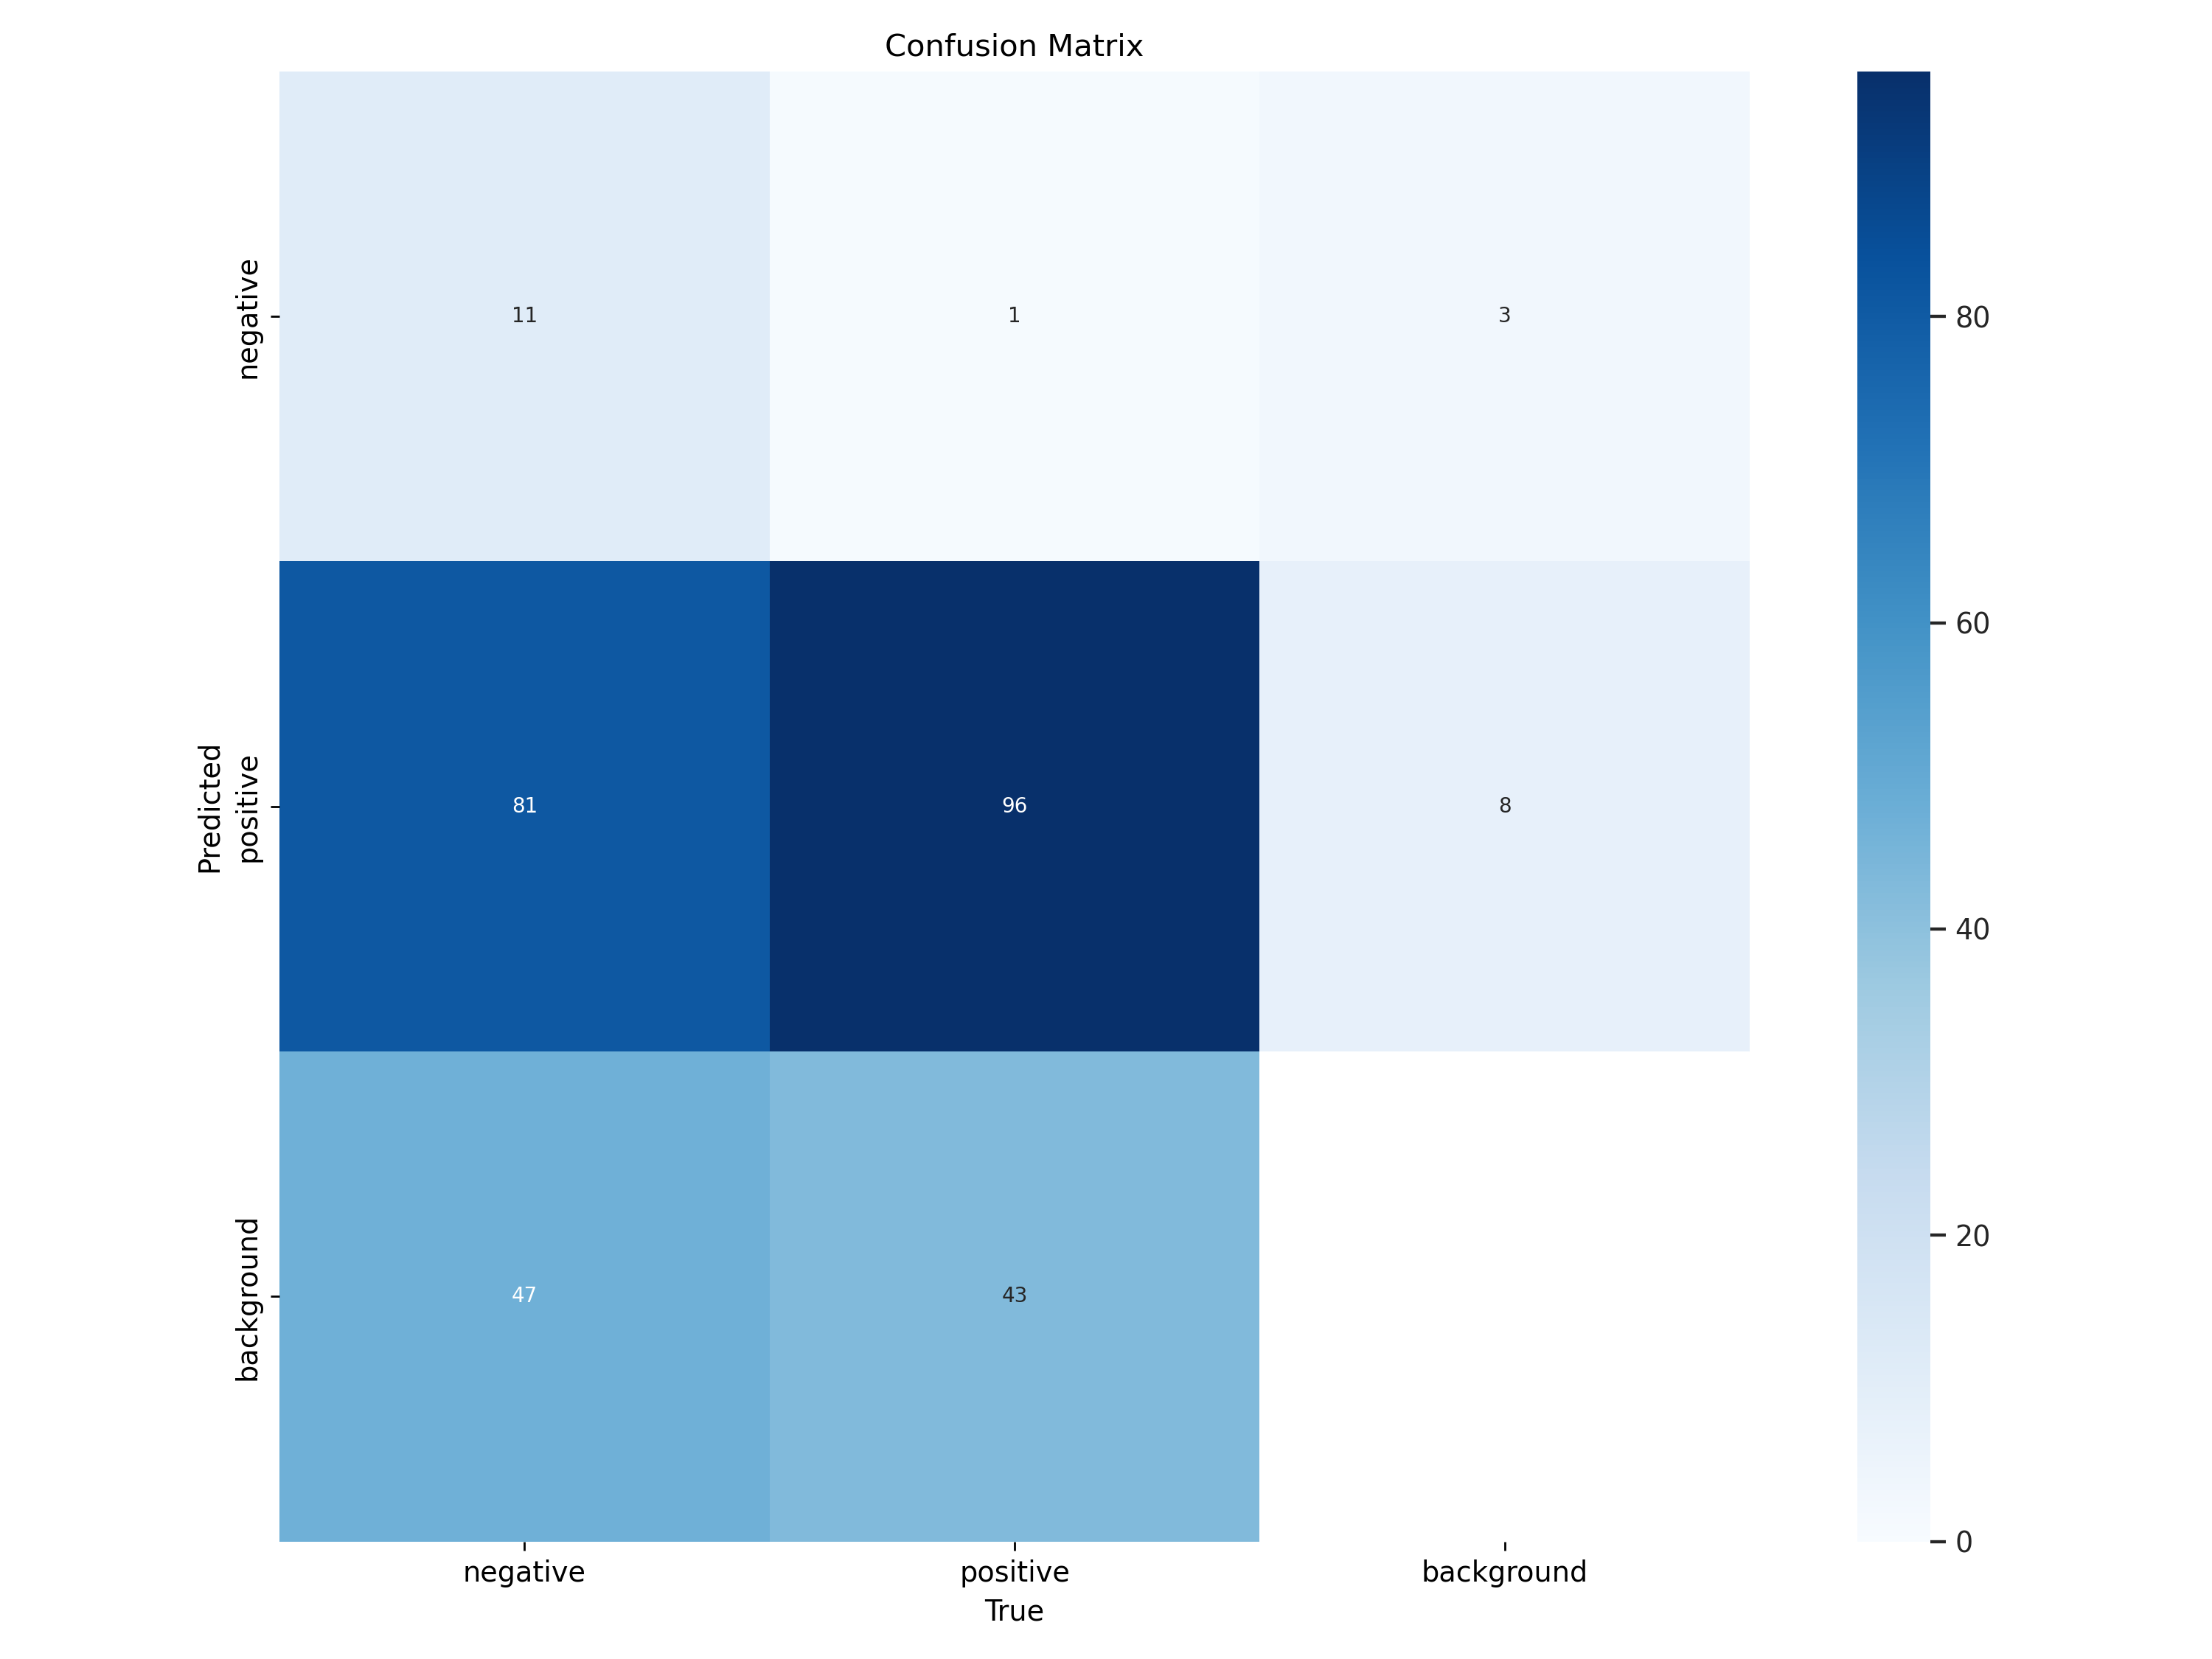 Confusion Matrix
negative
11 1 3
80
60
Predicted
positive
81 96 8
40
20
background
47 43
0
negative positive background
True